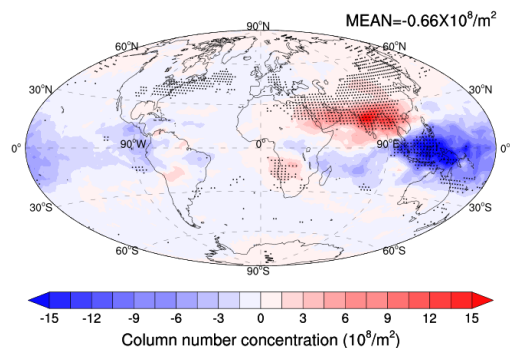 MEAN=-0.66X10⁸/m²
90°N
60°N 60°N
30°N 30°N
0° 90°W 0° 90°E 0°
30°S 30°S
60°S 60°S
90°S
-15 -12 -9 -6 -3 0 3 6 9 12 15
Column number concentration (10⁸/m²)